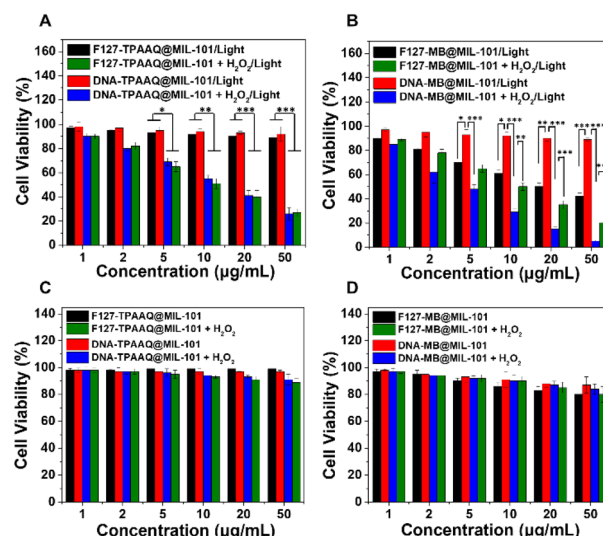 A
F127-TPAAQ@MIL-101/Light
F127-TPAAQ@MIL-101 + H₂O₂/Light
DNA-TPAAQ@MIL-101/Light
DNA-TPAAQ@MIL-101 + H₂O₂/Light
Cell Viability (%)
160
140
120
100
80
60
40
20
0
* ** *** ***
1 2 5 10 20 50
Concentration (μg/mL)
B
F127-MB@MIL-101/Light
F127-MB@MIL-101 + H₂O₂/Light
DNA-MB@MIL-101/Light
DNA-MB@MIL-101 + H₂O₂/Light
Cell Viability (%)
160
140
120
100
80
60
40
20
0
* *** * *** ** *** *** ***
** ***
1 2 5 10 20 50
Concentration (μg/mL)
C
F127-TPAAQ@MIL-101
F127-TPAAQ@MIL-101 + H₂O₂
DNA-TPAAQ@MIL-101
DNA-TPAAQ@MIL-101 + H₂O₂
Cell Viability (%)
140
120
100
80
60
40
20
0
1 2 5 10 20 50
Concentration (μg/mL)
D
F127-MB@MIL-101
F127-MB@MIL-101 + H₂O₂
DNA-MB@MIL-101
DNA-MB@MIL-101 + H₂O₂
Cell Viability (%)
140
120
100
80
60
40
20
0
1 2 5 10 20 50
Concentration (μg/mL)